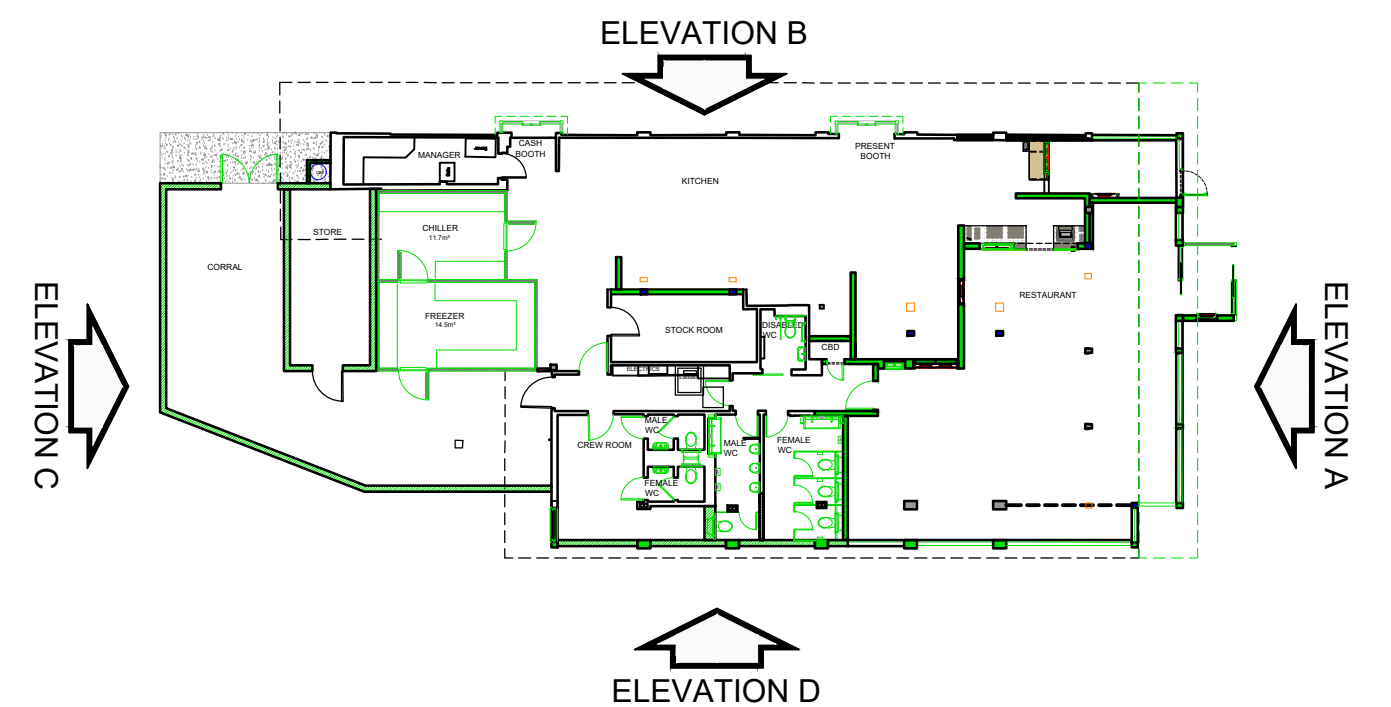 ELEVATION B
CASH
BOOTH
MANAGER
PRESENT
BOOTH
KITCHEN
STORE
CHILLER
11.7m²
CORRAL
RESTAURANT
FREEZER
14.5m²
STOCK ROOM
DISABLED
WC
CBD
ELECTRICS
ELEVATION C
ELEVATION A
MALE
WC
CREW ROOM
MALE
WC
FEMALE
WC
FEMALE
WC
ELEVATION D